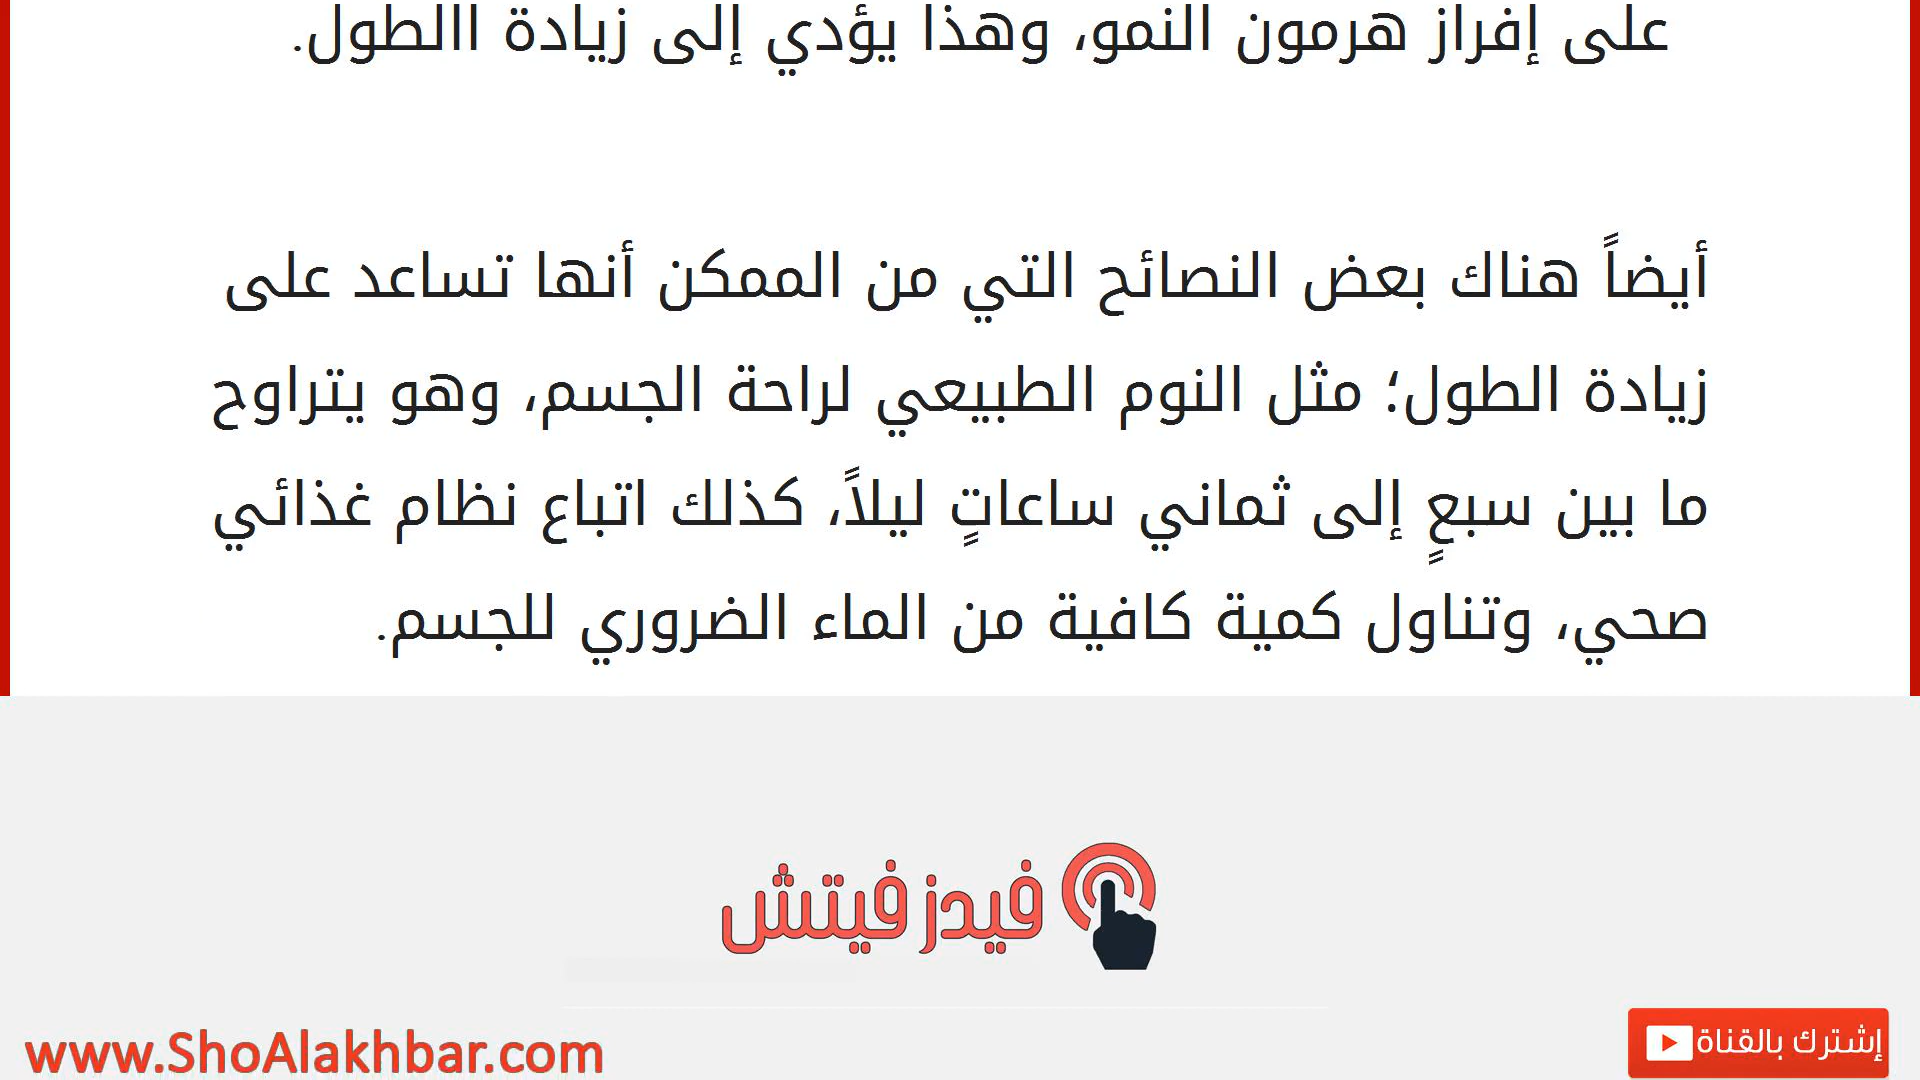 على إفراز هرمون النمو، وهذا يؤدي إلى زيادة االطول.
أيضاً هناك بعض النصائح التي من الممكن أنها تساعد على
زيادة الطول؛ مثل النوم الطبيعي لراحة الجسم، وهو يتراوح
ما بين سبعٍ إلى ثماني ساعاتٍ ليلاً، كذلك اتباع نظام غذائي
صحي، وتناول كمية كافية من الماء الضروري للجسم.
فيدز فيتش
www.ShoAlakhbar.com
إشترك بالقناة